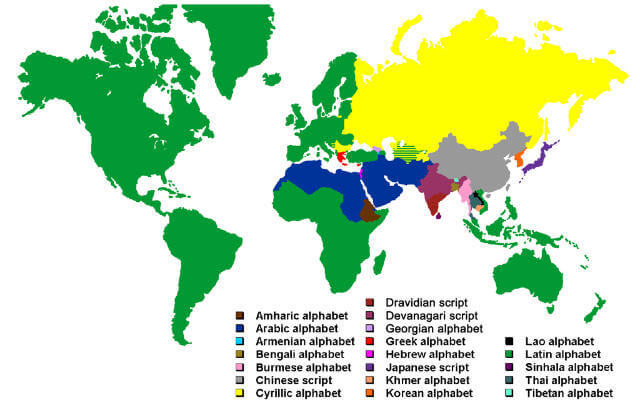 Amharic alphabet
Arabic alphabet
Armenian alphabet
Bengali alphabet
Burmese alphabet
Chinese script
Cyrillic alphabet
Dravidian script
Devanagari script
Georgian alphabet
Greek alphabet
Hebrew alphabet
Japanese script
Khmer alphabet
Korean alphabet
Lao alphabet
Latin alphabet
Sinhala alphabet
Thai alphabet
Tibetan alphabet